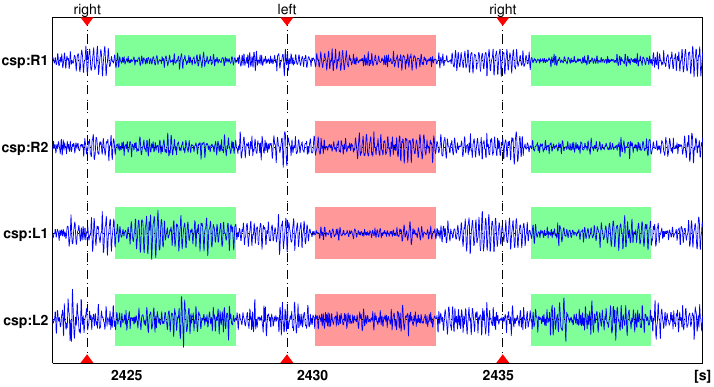 right left right
csp:R1
csp:R2
csp:L1
csp:L2
2425 2430 2435 [s]